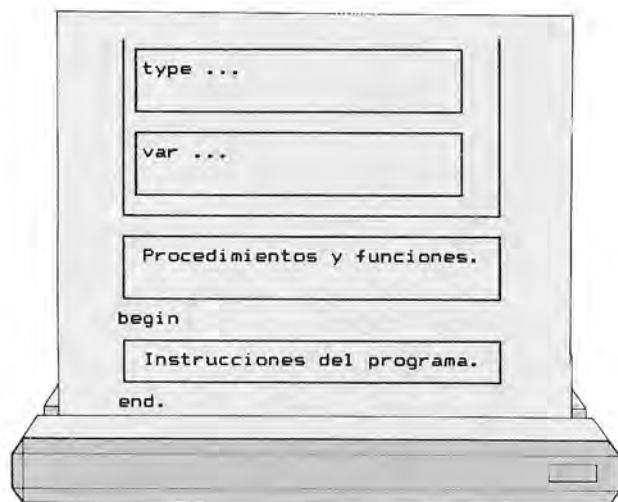 type ...
var ...
Procedimientos y funciones.
begin
Instrucciones del programa.
end.